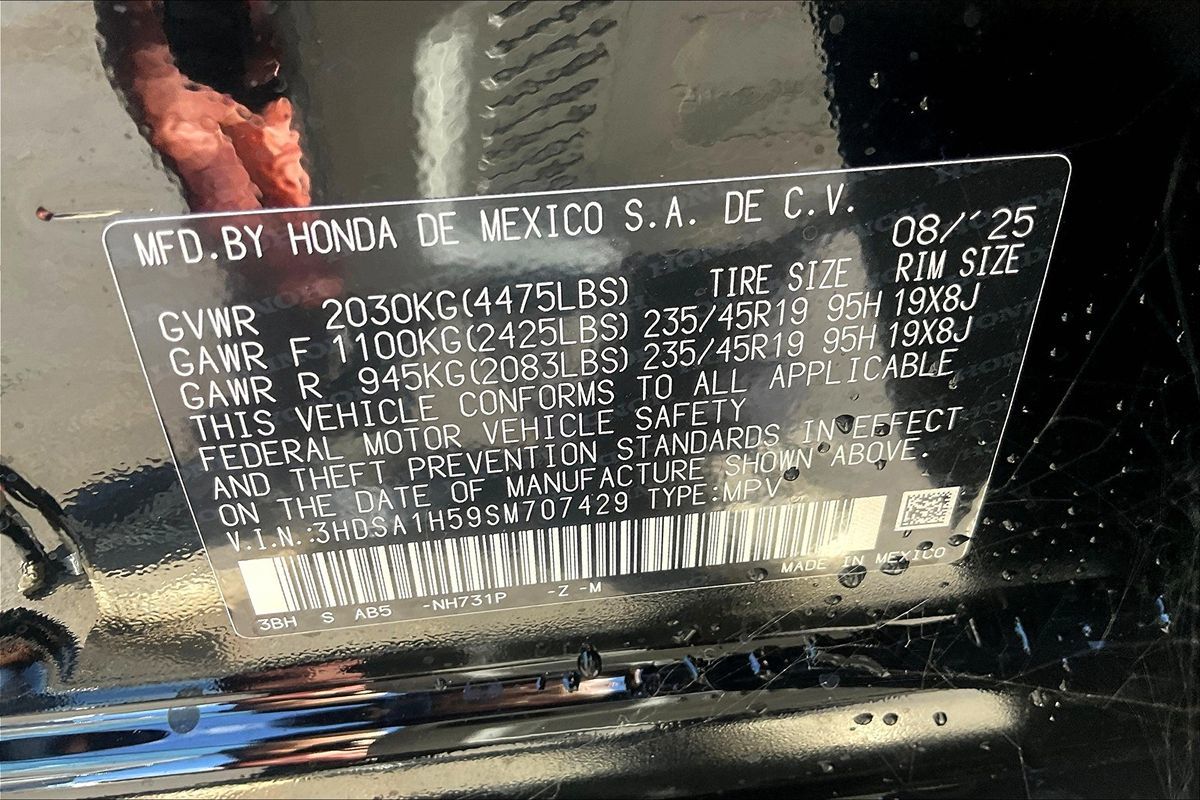 MFD.BY HONDA DE MEXICO S.A. DE C.V.
08/'25
GVWR 2030KG(4475LBS) TIRE SIZE RIM SIZE
GAWR F 1100KG(2425LBS) 235/45R19 95H 19X8J
GAWR R 945KG(2083LBS) 235/45R19 95H 19X8J
THIS VEHICLE CONFORMS TO ALL APPLICABLE
FEDERAL MOTOR VEHICLE SAFETY
AND THEFT PREVENTION STANDARDS IN EFFECT
ON THE DATE OF MANUFACTURE SHOWN ABOVE.
V.I.N.:3HDSA1H59SM707429 TYPE:MPV
MADE IN MEXICO
3BH S AB5 -NH731P -Z -M